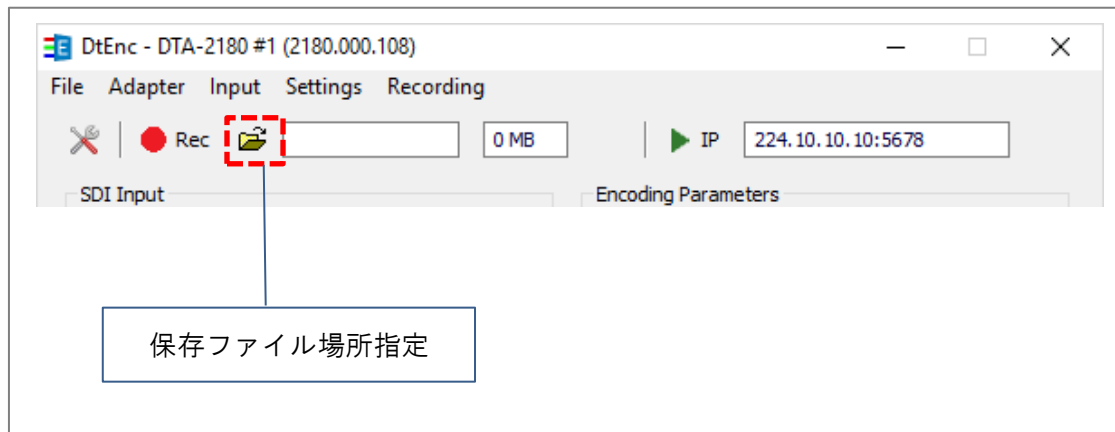 DtEnc - DTA-2180 #1 (2180.000.108)
File Adapter Input Settings Recording
Rec 0 MB IP 224.10.10.10:5678
SDI Input Encoding Parameters
保存ファイル場所指定